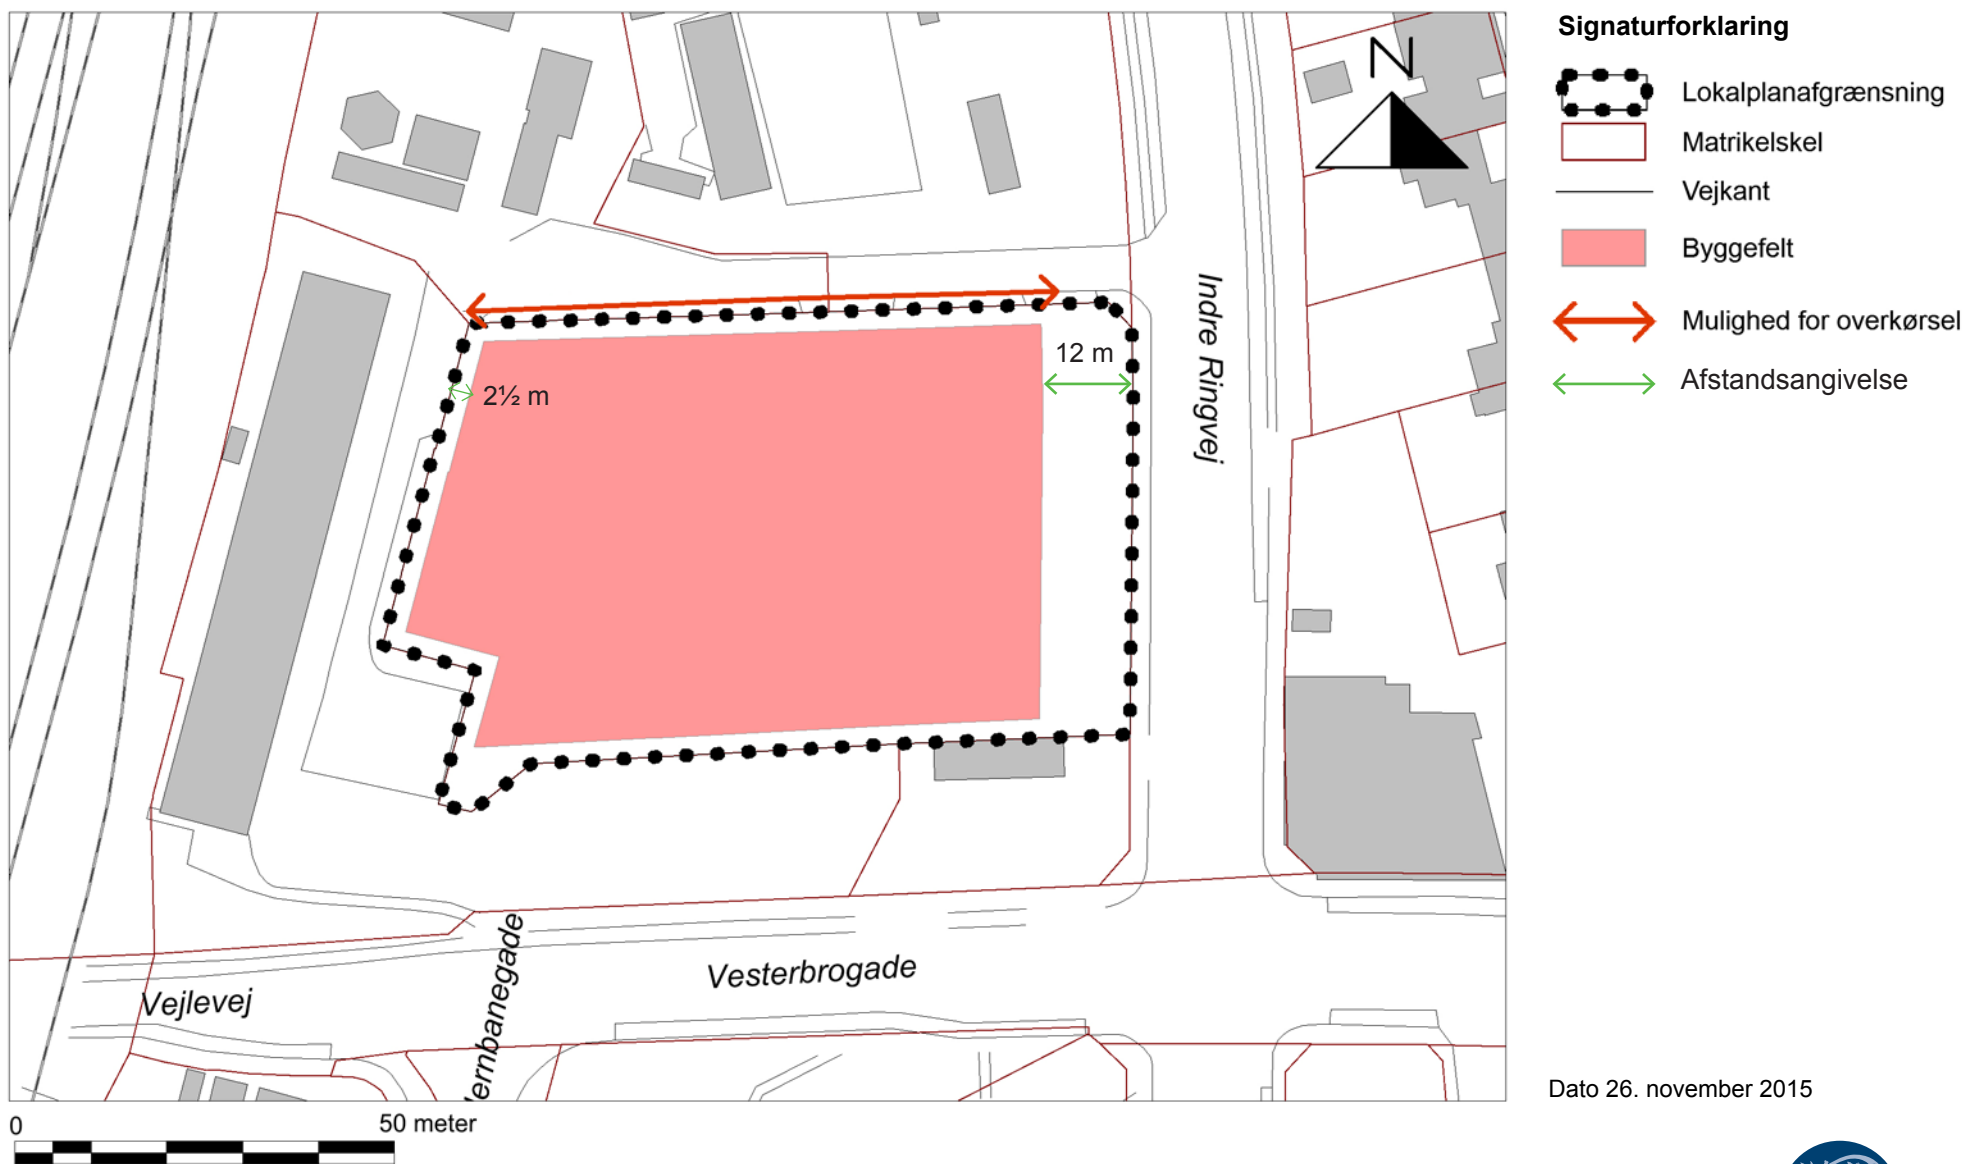 Signaturforklaring
Lokalplanafgrænsning
Matrikelskel
Vejkant
Byggefelt
Mulighed for overkørsel
Afstandsangivelse
N
Indre Ringvej
12 m
2½ m
Vesterbrogade
Vejlevej
Jernbanegade
Dato 26. november 2015
0
50 meter